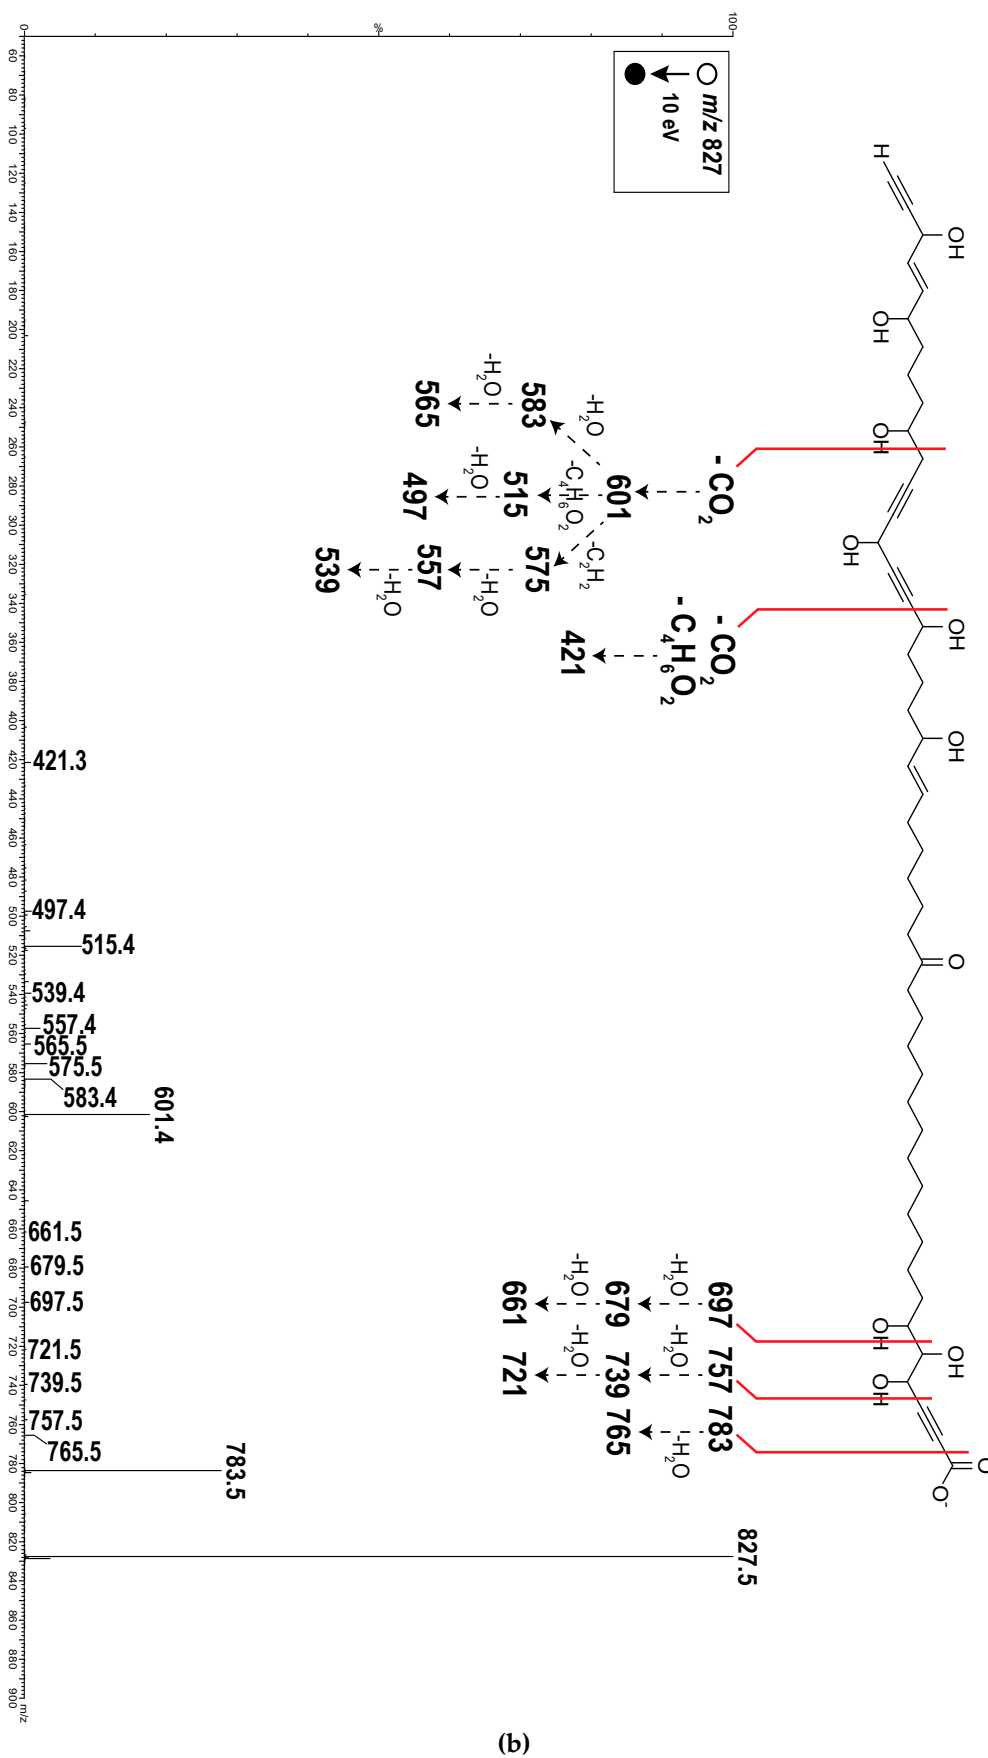 H
OH
OH
OH
OH
OH
OH
O
OH
OH
OH
O
O-
m/z 827
10 eV
- CO2
601
-H2O
583
-H2O
565
-C4H6O2
515
-H2O
497
-C2H2
575
-H2O
557
-H2O
539
- CO2
- C4H6O2
421
697
-H2O
679
-H2O
661
757
-H2O
739
-H2O
721
783
-H2O
765
100
%
0
421.3
497.4
515.4
539.4
557.4
565.5
575.5
583.4
601.4
661.5
679.5
697.5
721.5
739.5
757.5
765.5
783.5
827.5
60 80 100 120 140 160 180 200 220 240 260 280 300 320 340 360 380 400 420 440 460 480 500 520 540 560 580 600 620 640 660 680 700 720 740 760 780 800 820 840 860 880 900 m/z
(b)